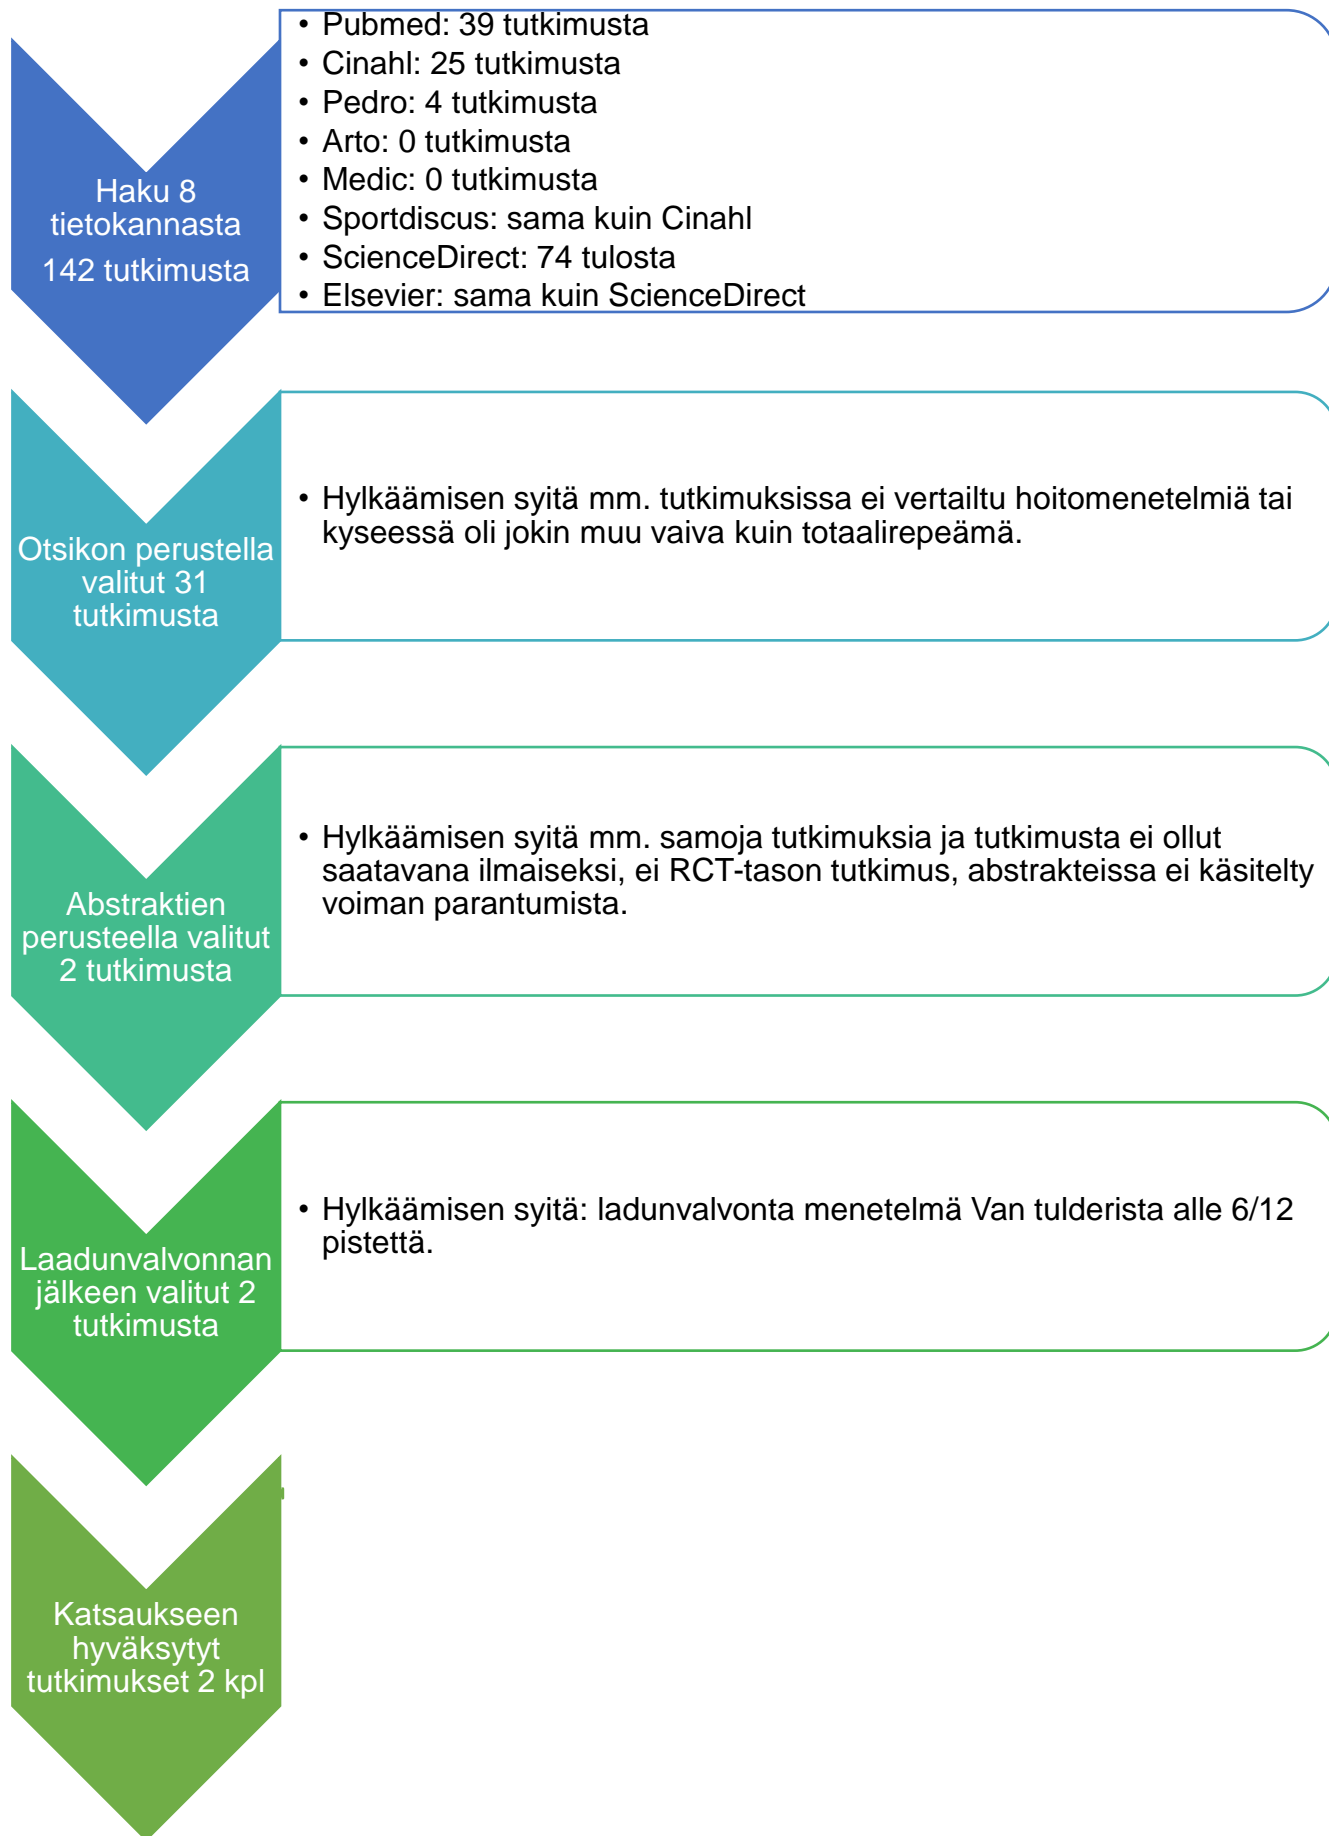 Haku 8
tietokannasta
142 tutkimusta
• Pubmed: 39 tutkimusta
• Cinahl: 25 tutkimusta
• Pedro: 4 tutkimusta
• Arto: 0 tutkimusta
• Medic: 0 tutkimusta
• Sportdiscus: sama kuin Cinahl
• ScienceDirect: 74 tulosta
• Elsevier: sama kuin ScienceDirect
Otsikon perustella
valitut 31
tutkimusta
• Hylkäämisen syitä mm. tutkimuksissa ei vertailtu hoitomenetelmiä tai
kyseessä oli jokin muu vaiva kuin totaalirepeämä.
Abstraktien
perusteella valitut
2 tutkimusta
• Hylkäämisen syitä mm. samoja tutkimuksia ja tutkimusta ei ollut
saatavana ilmaiseksi, ei RCT-tason tutkimus, abstrakteissa ei käsitelty
voiman parantumista.
Laadunvalvonnan
jälkeen valitut 2
tutkimusta
• Hylkäämisen syitä: ladunvalvonta menetelmä Van tulderista alle 6/12
pistettä.
Katsaukseen
hyväksytyt
tutkimukset 2 kpl